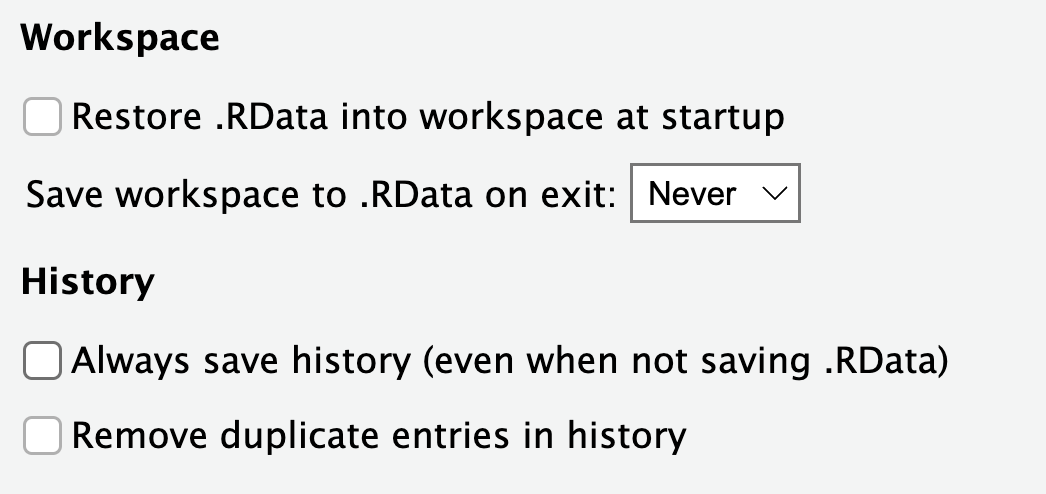 Workspace
Restore .RData into workspace at startup
Save workspace to .RData on exit: Never
History
Always save history (even when not saving .RData)
Remove duplicate entries in history